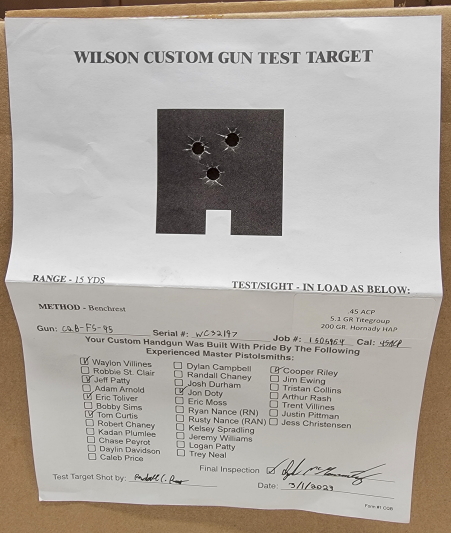 WILSON CUSTOM GUN TEST TARGET
RANGE - 15 YDS
TEST/SIGHT - IN LOAD AS BELOW:
METHOD - Benchrest
45 ACP
5.1 GR Titegroup
200 GR. Hornady HAP
Gun: CQB-FS-45 Serial #: WC32197 Job #: Cal: 45ACP
Your Custom Handgun Was Built With Pride By The Following
Experienced Master Pistolsmiths:
Waylon Villines
Robbie St. Clair
Jeff Patty
Adam Arnold
Eric Toliver
Bobby Sims
Tom Curtis
Robert Chaney
Kadan Plumlee
Chase Peyrot
Daylin Davidson
Caleb Price
Dylan Campbell
Randall Chaney
Josh Durham
Jon Doty
Eric Moss
Ryan Nance (RN)
Rusty Nance (RAN)
Kelsey Spradling
Jeremy Williams
Logan Patty
Trey Neal
Cooper Riley
Jim Ewing
Tristan Collins
Arthur Rash
Trent Villines
Justin Pittman
Jess Christensen
Final Inspection
Test Target Shot by:
Date: 3/1/2023
Form #1 CQB